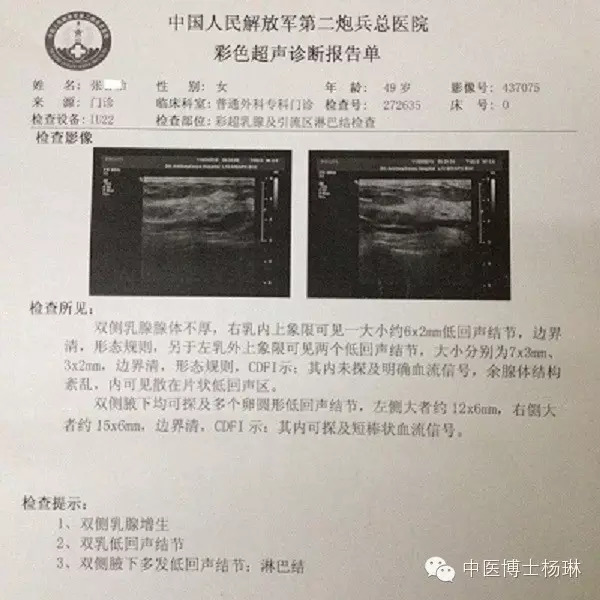 中国人民解放军第二炮兵总医院
彩色超声诊断报告单
姓 名: 张 性 别: 女 年 龄: 49 岁 影像号: 437075
来 源: 门诊 临床科室: 普通外科专科门诊 检查号: 272635 床 号: 0
检查设备: IU22 检查部位: 彩超乳腺及引流区淋巴结检查
检查影像
检查所见:
双侧乳腺腺体不厚，右乳内上象限可见一大小约6x2mm低回声结节，边界
清，形态规则，另于左乳外上象限可见两个低回声结节，大小分别为7x3mm、
3x2mm，边界清，形态规则，CDFI示：其内未探及明确血流信号，余腺体结构
紊乱，内可见散在片状低回声区。
双侧腋下均可探及多个卵圆形低回声结节，左侧大者约12x6mm，右侧大
者约15x6mm，边界清，CDFI示：其内可探及短棒状血流信号。
检查提示:
1、双侧乳腺增生
2、双乳低回声结节
3、双侧腋下多发低回声结节：淋巴结
中医博士杨琳